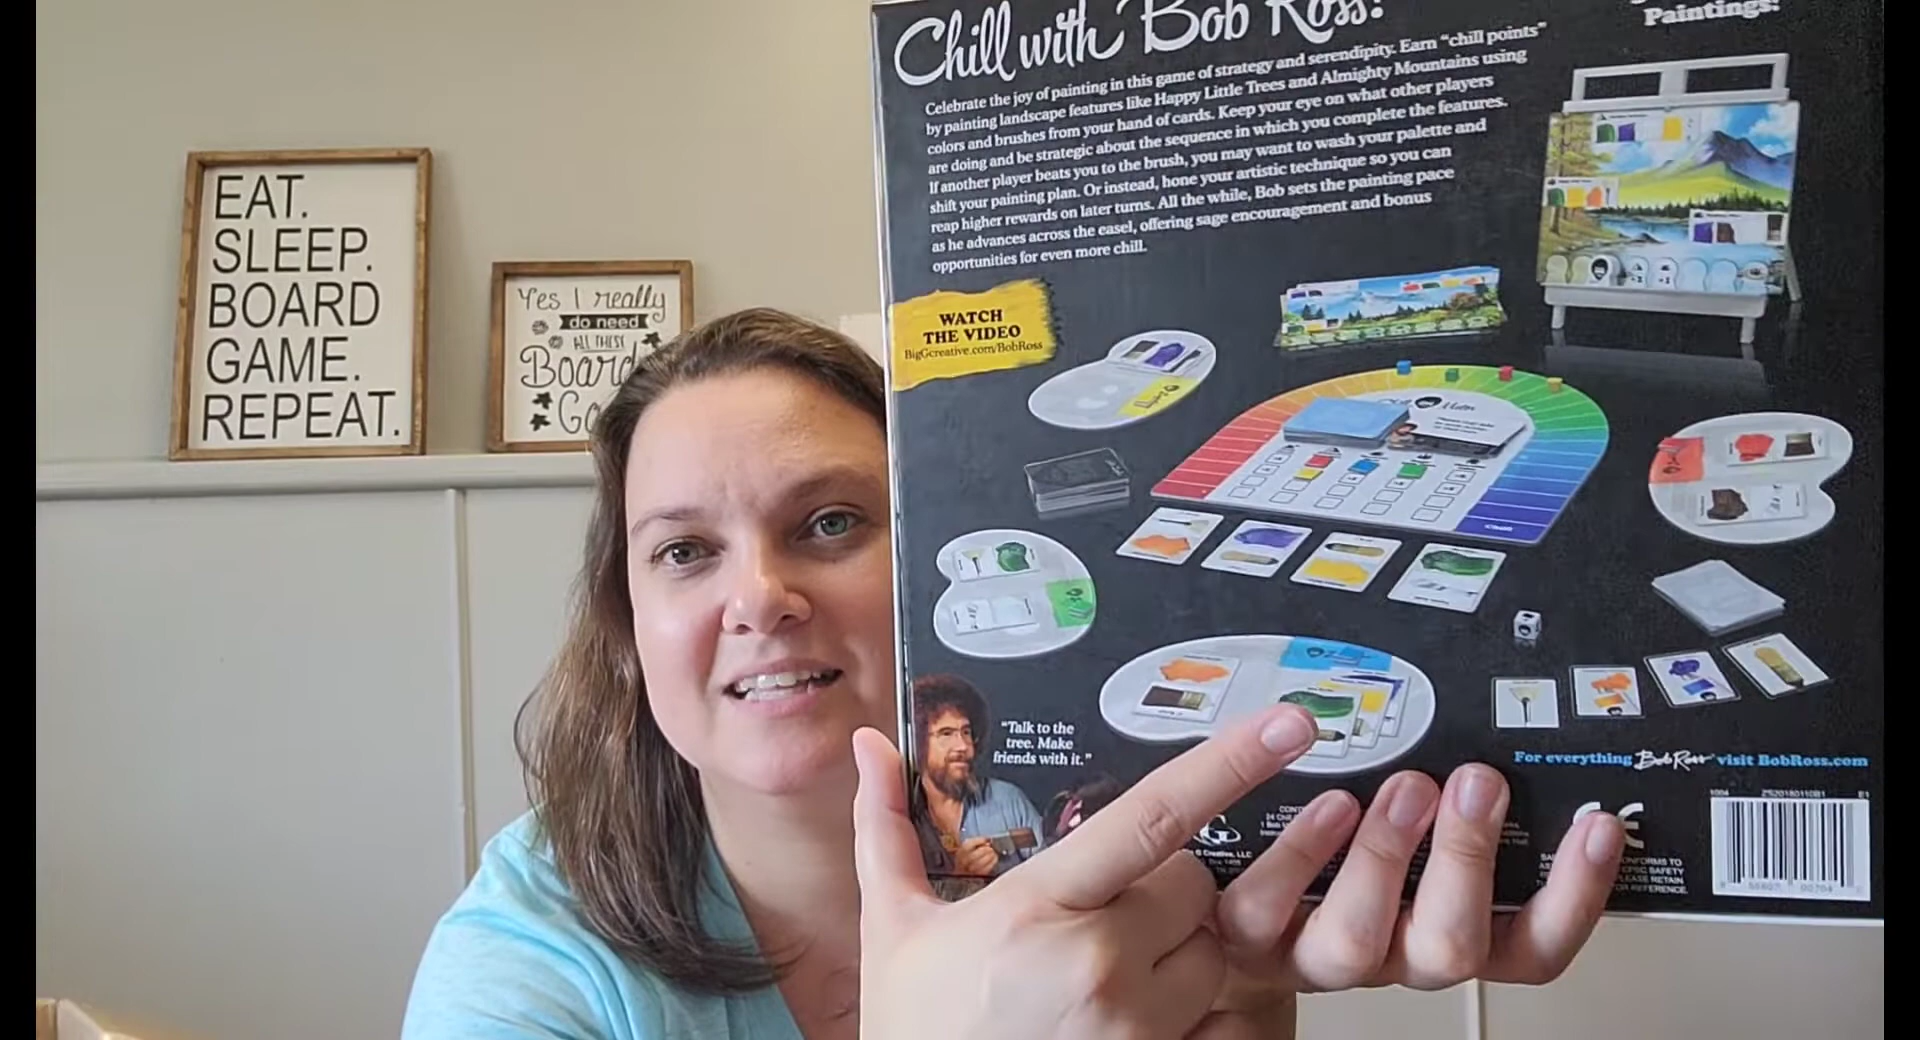 EAT.
SLEEP.
BOARD
GAME.
REPEAT.
Yes I really
do need
ALL THESE
Board
Chill with Bob Ross!
Celebrate the joy of painting in this game of strategy and serendipity. Earn "chill points"
by painting landscape features like Happy Little Trees and Almighty Mountains using
colors and brushes from your hand of cards. Keep your eye on what other players
are doing and be strategic about the sequence in which you complete the features.
If another player beats you to the brush, you may want to wash your palette and
shift your painting plan. Or instead, hone your artistic technique so you can
reap higher rewards on later turns. All the while, Bob sets the painting pace
as he advances across the easel, offering sage encouragement and bonus
opportunities for even more chill.
Paintings!
WATCH
THE VIDEO
BigGcreative.com/BobRoss
"Talk to the
tree. Make
friends with it."
For everything Bob Ross visit BobRoss.com